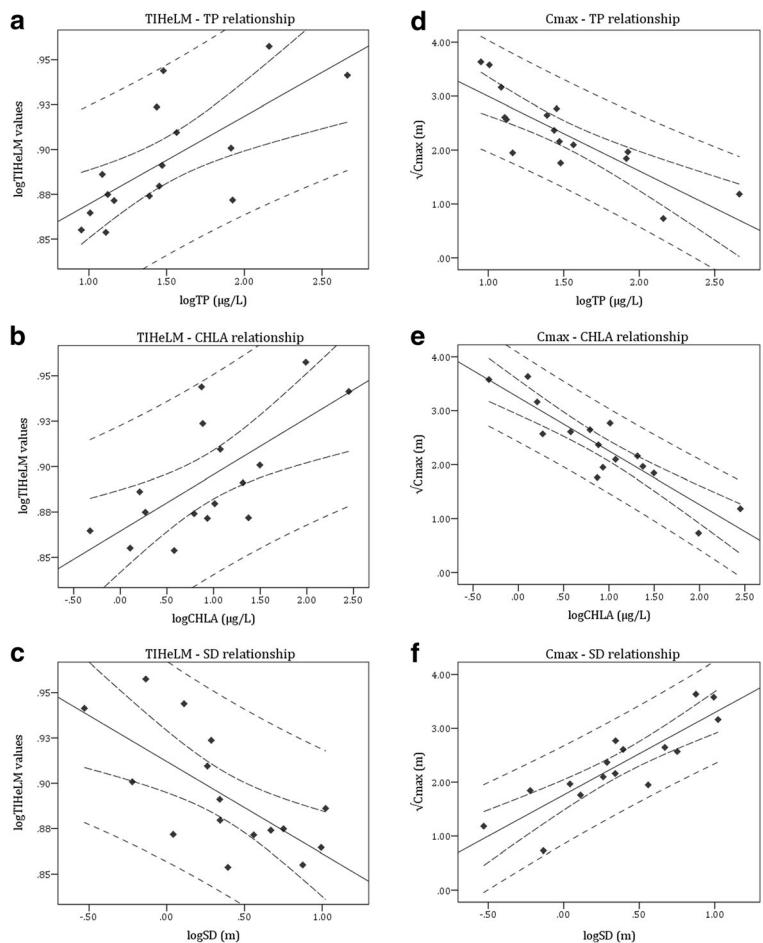 a
TIHeLM - TP relationship
logTIHeLM values
.95
.93
.90
.88
.85
1.00 1.50 2.00 2.50
logTP (μg/L)
d
Cmax - TP relationship
√Cmax (m)
4.00
3.00
2.00
1.00
.00
1.00 1.50 2.00 2.50
logTP (μg/L)
b
TIHeLM - CHLA relationship
logTIHeLM values
.95
.93
.90
.88
.85
-.50 .00 .50 1.00 1.50 2.00 2.50
logCHLA (μg/L)
e
Cmax - CHLA relationship
√Cmax (m)
4.00
3.00
2.00
1.00
.00
-.50 .00 .50 1.00 1.50 2.00 2.50
logCHLA (μg/L)
c
TIHeLM - SD relationship
logTIHeLM values
.95
.93
.90
.88
.85
-.50 .00 .50 1.00
logSD (m)
f
Cmax - SD relationship
√Cmax (m)
4.00
3.00
2.00
1.00
.00
-.50 .00 .50 1.00
logSD (m)